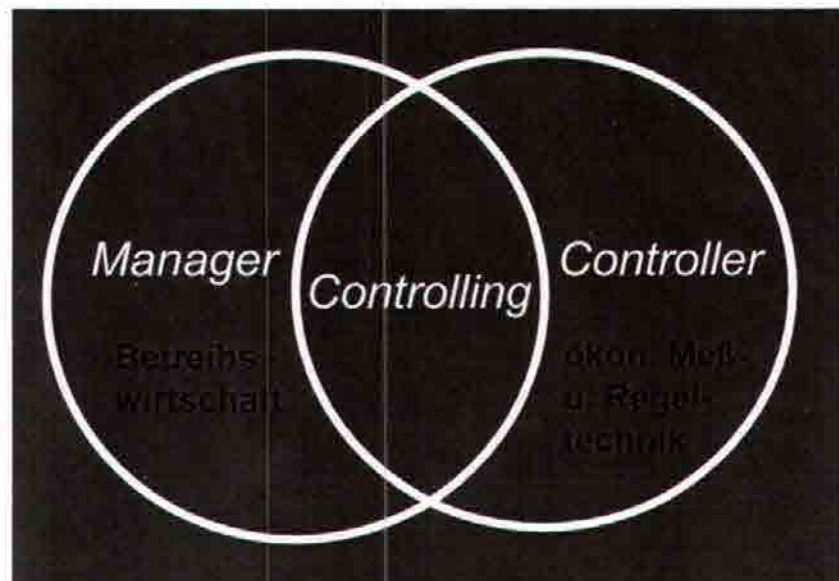 Manager
Controlling
Controller
Betriebs-
wirtschaft
ökon. Meß-
u. Regel-
technik